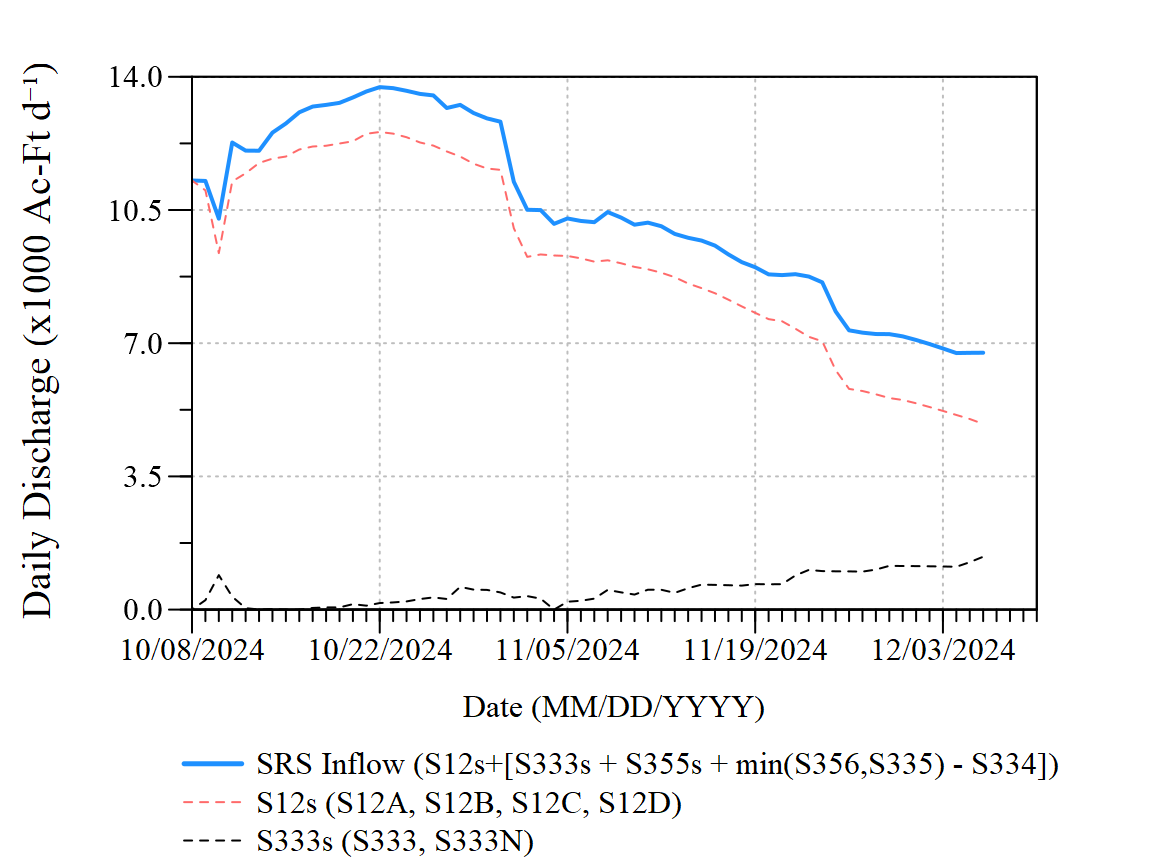 Daily Discharge (x1000 Ac-Ft d⁻¹)
14.0
10.5
7.0
3.5
0.0
10/08/2024 10/22/2024 11/05/2024 11/19/2024 12/03/2024
Date (MM/DD/YYYY)
SRS Inflow (S12s+[S333s + S355s + min(S356,S335) - S334])
S12s (S12A, S12B, S12C, S12D)
S333s (S333, S333N)